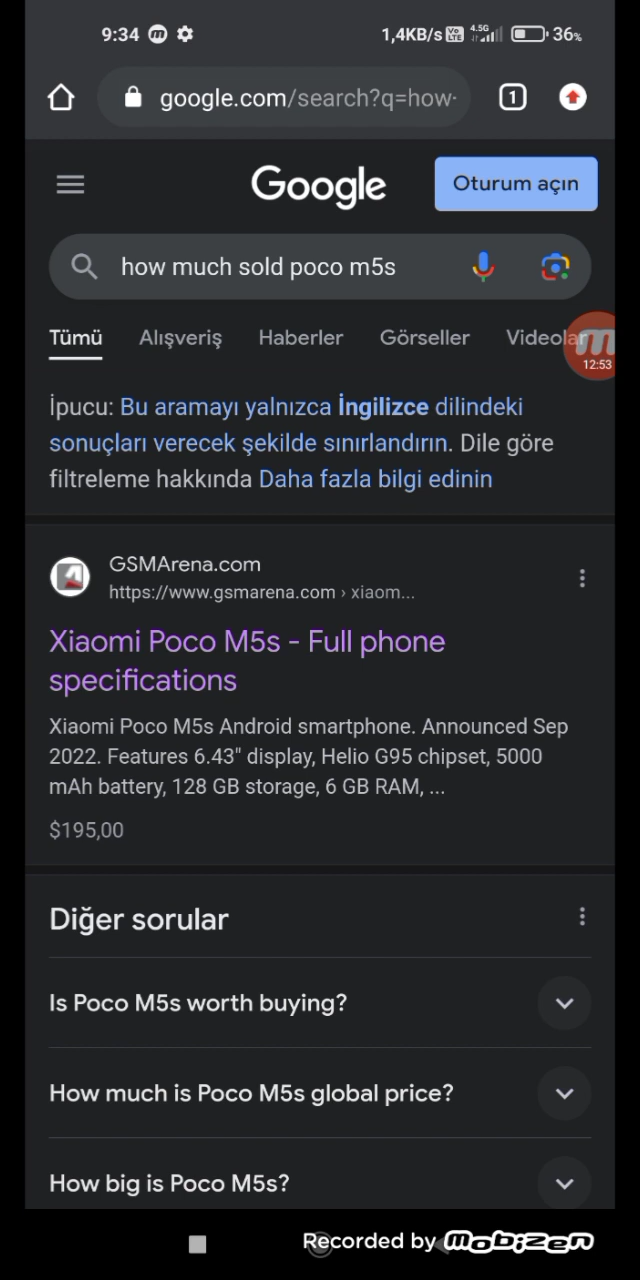 9:34 m 1,4KB/s Vo LTE 4.5G 36%
google.com/search?q=how- 1
Google
Oturum açın
how much sold poco m5s
Tümü Alışveriş Haberler Görseller Videolar
m
12:53
İpucu: Bu aramayı yalnızca İngilizce dilindeki
sonuçları verecek şekilde sınırlandırın. Dile göre
filtreleme hakkında Daha fazla bilgi edinin
GSMArena.com
https://www.gsmarena.com › xiaom...
Xiaomi Poco M5s - Full phone
specifications
Xiaomi Poco M5s Android smartphone. Announced Sep
2022. Features 6.43″ display, Helio G95 chipset, 5000
mAh battery, 128 GB storage, 6 GB RAM, ...
$195,00
Diğer sorular
Is Poco M5s worth buying?
How much is Poco M5s global price?
How big is Poco M5s?
Recorded by mobizen